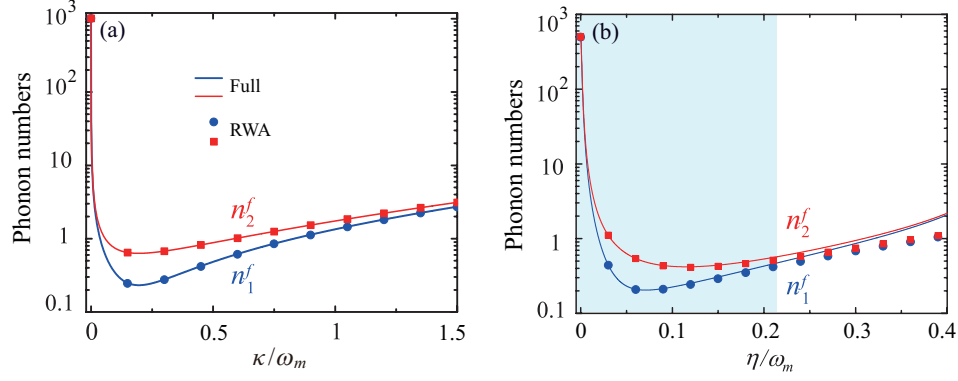 (a)
Phonon numbers
10³
10²
10
1
0.1
Full
RWA
n₂ᶠ
n₁ᶠ
0 0.5 1 1.5
κ/ωₘ
(b)
Phonon numbers
10³
10²
10
1
0.1
n₂ᶠ
n₁ᶠ
0 0.1 0.2 0.3 0.4
η/ωₘ